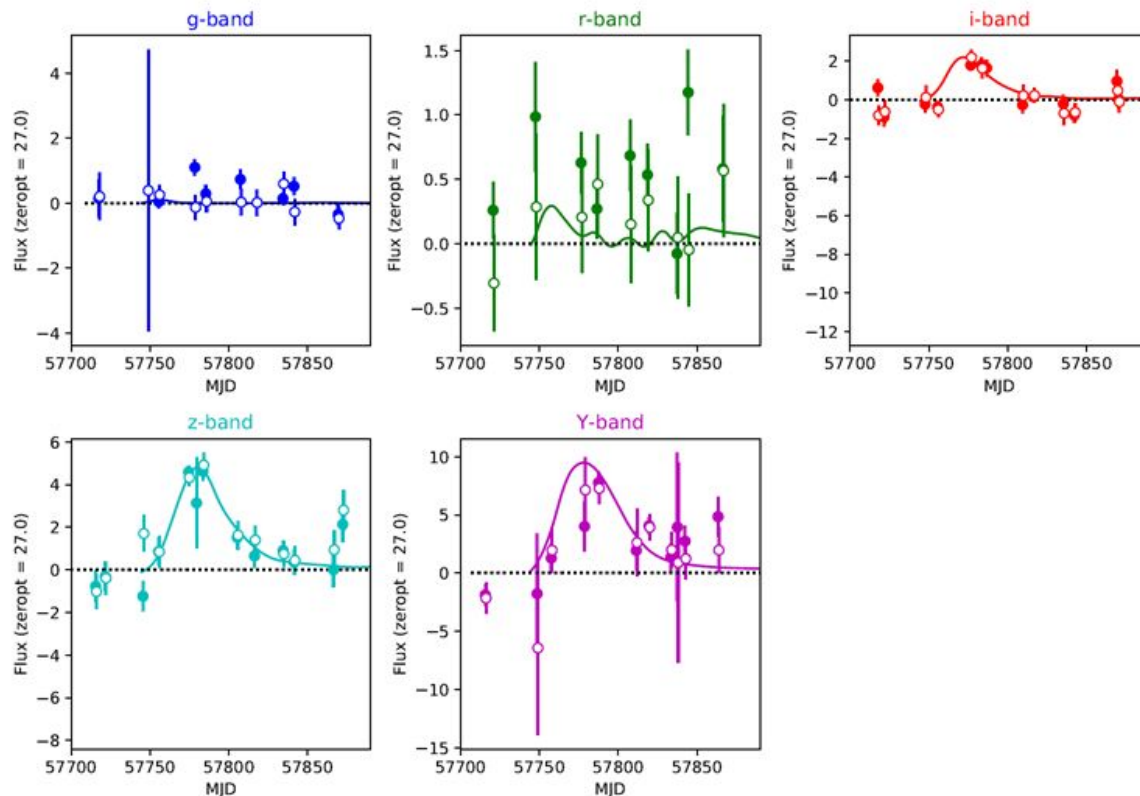 g-band
Flux (zeropt = 27.0)
4
2
0
−2
−4
57700 57750 57800 57850
MJD
r-band
Flux (zeropt = 27.0)
1.5
1.0
0.5
0.0
−0.5
57700 57750 57800 57850
MJD
i-band
Flux (zeropt = 27.0)
2
0
−2
−4
−6
−8
−10
−12
57700 57750 57800 57850
MJD
z-band
Flux (zeropt = 27.0)
6
4
2
0
−2
−4
−6
−8
57700 57750 57800 57850
MJD
Y-band
Flux (zeropt = 27.0)
10
5
0
−5
−10
−15
57700 57750 57800 57850
MJD